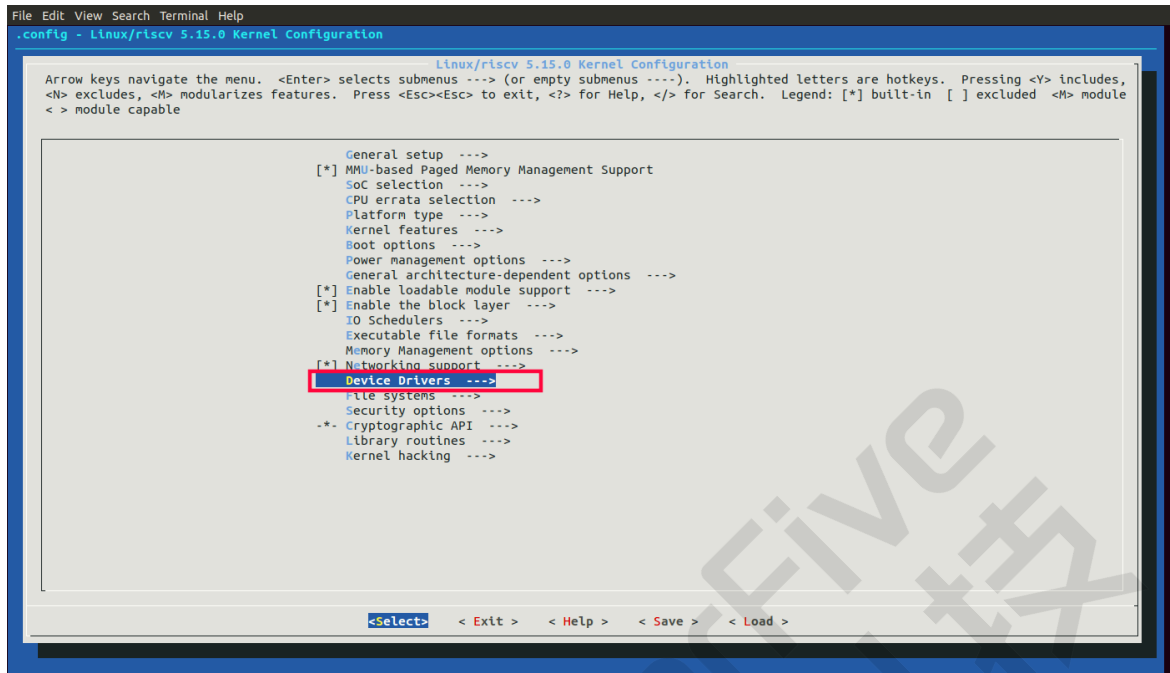 File Edit View Search Terminal Help
.config - Linux/riscv 5.15.0 Kernel Configuration
Linux/riscv 5.15.0 Kernel Configuration
Arrow keys navigate the menu. <Enter> selects submenus ---> (or empty submenus ----). Highlighted letters are hotkeys. Pressing <Y> includes,
<N> excludes, <M> modularizes features. Press <Esc><Esc> to exit, <?> for Help, </> for Search. Legend: [*] built-in [ ] excluded <M> module
< > module capable
General setup --->
[*] MMU-based Paged Memory Management Support
SoC selection --->
CPU errata selection --->
Platform type --->
Kernel features --->
Boot options --->
Power management options --->
General architecture-dependent options --->
[*] Enable loadable module support --->
[*] Enable the block layer --->
IO Schedulers --->
Executable file formats --->
Memory Management options --->
[*] Networking support --->
Device Drivers --->
File systems --->
Security options --->
-*- Cryptographic API --->
Library routines --->
Kernel hacking --->
<Select> < Exit > < Help > < Save > < Load >